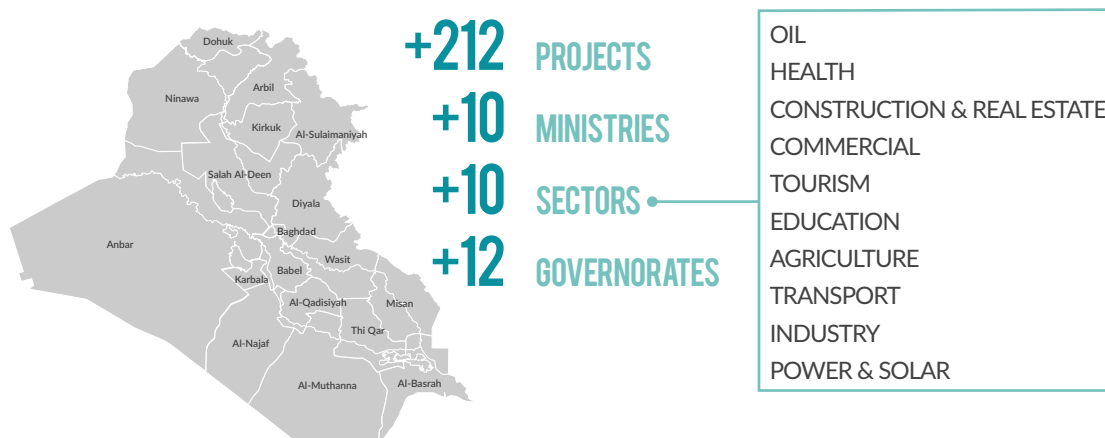 Dohuk
Ninawa
Arbil
Kirkuk
Al-Sulaimaniyah
Salah Al-Deen
Diyala
Baghdad
Anbar
Wasit
Babel
Karbala
Al-Qadisiyah
Misan
Thi Qar
Al-Najaf
Al-Muthanna
Al-Basrah
+212 PROJECTS
+10 MINISTRIES
+10 SECTORS
+12 GOVERNORATES
OIL
HEALTH
CONSTRUCTION & REAL ESTATE
COMMERCIAL
TOURISM
EDUCATION
AGRICULTURE
TRANSPORT
INDUSTRY
POWER & SOLAR